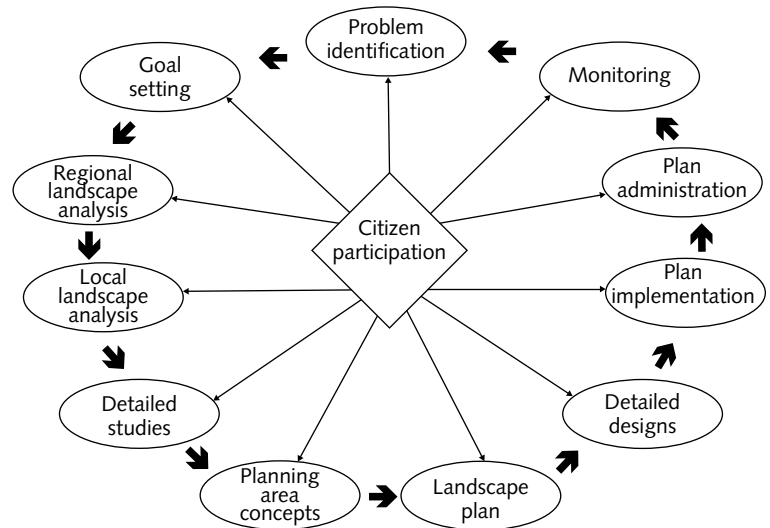 Problem
identification
Goal
setting
Monitoring
Regional
landscape
analysis
Plan
administration
Citizen
participation
Local
landscape
analysis
Plan
implementation
Detailed
studies
Detailed
designs
Planning
area
concepts
Landscape
plan